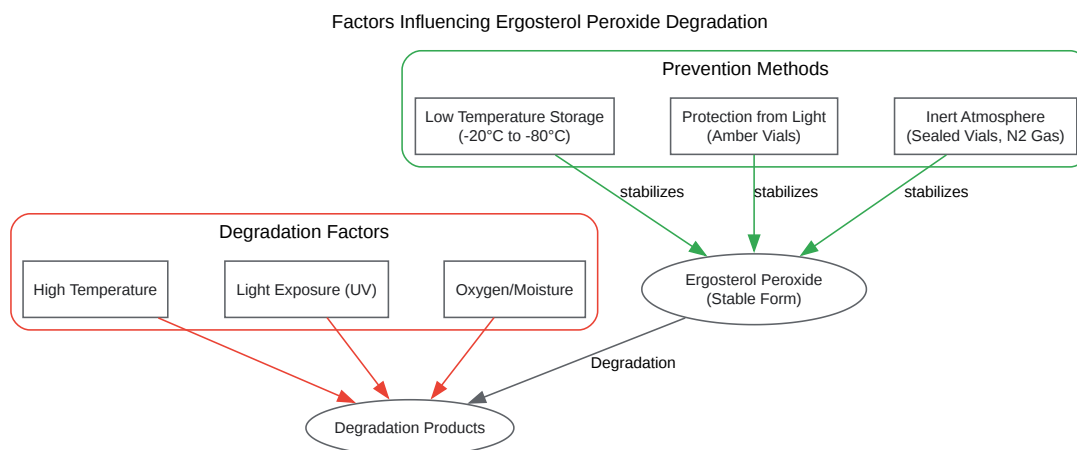 Factors Influencing Ergosterol Peroxide Degradation
Prevention Methods
Low Temperature Storage
(-20°C to -80°C)
Protection from Light
(Amber Vials)
Inert Atmosphere
(Sealed Vials, N2 Gas)
stabilizes
stabilizes
stabilizes
Degradation Factors
High Temperature
Light Exposure (UV)
Oxygen/Moisture
Ergosterol Peroxide
(Stable Form)
Degradation
Degradation Products